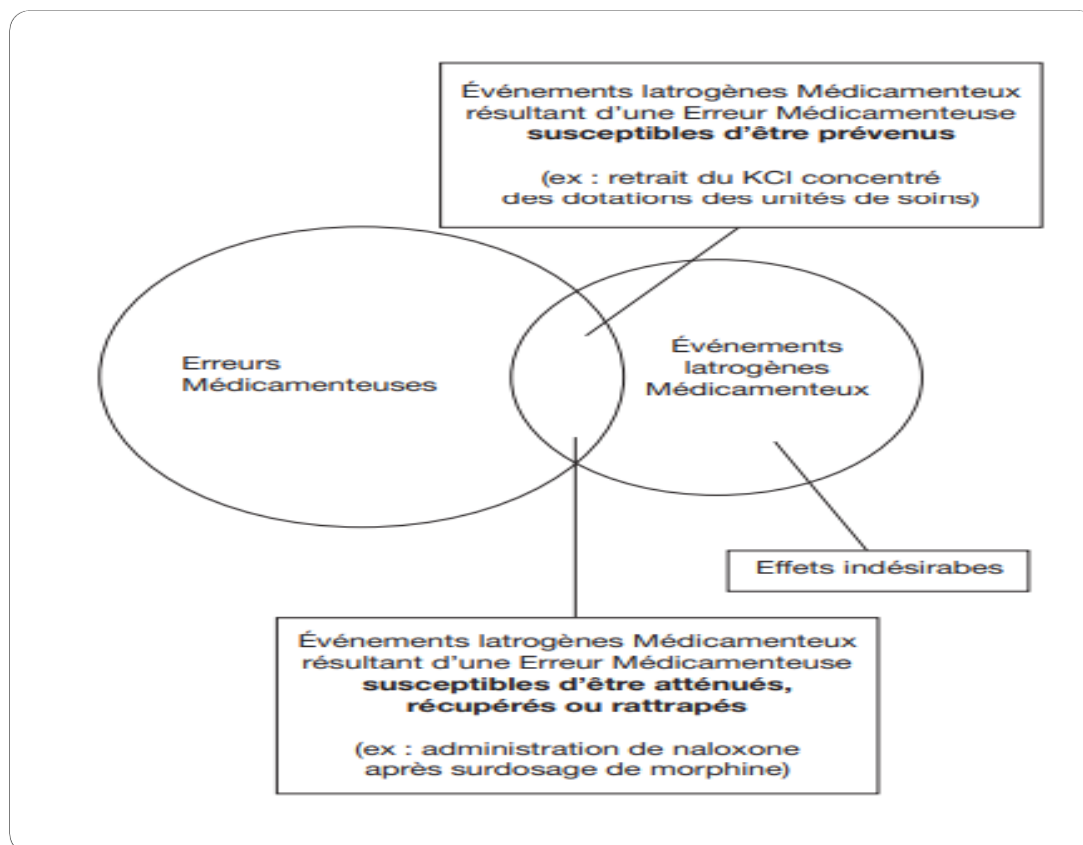 Événements Iatrogènes Médicamenteux
résultant d'une Erreur Médicamenteuse
susceptibles d'être prévenus
(ex : retrait du KCl concentré
des dotations des unités de soins)
Erreurs
Médicamenteuses
Événements
Iatrogènes
Médicamenteux
Effets indésirabes
Événements Iatrogènes Médicamenteux
résultant d'une Erreur Médicamenteuse
susceptibles d'être atténués,
récupérés ou rattrapés
(ex : administration de naloxone
après surdosage de morphine)